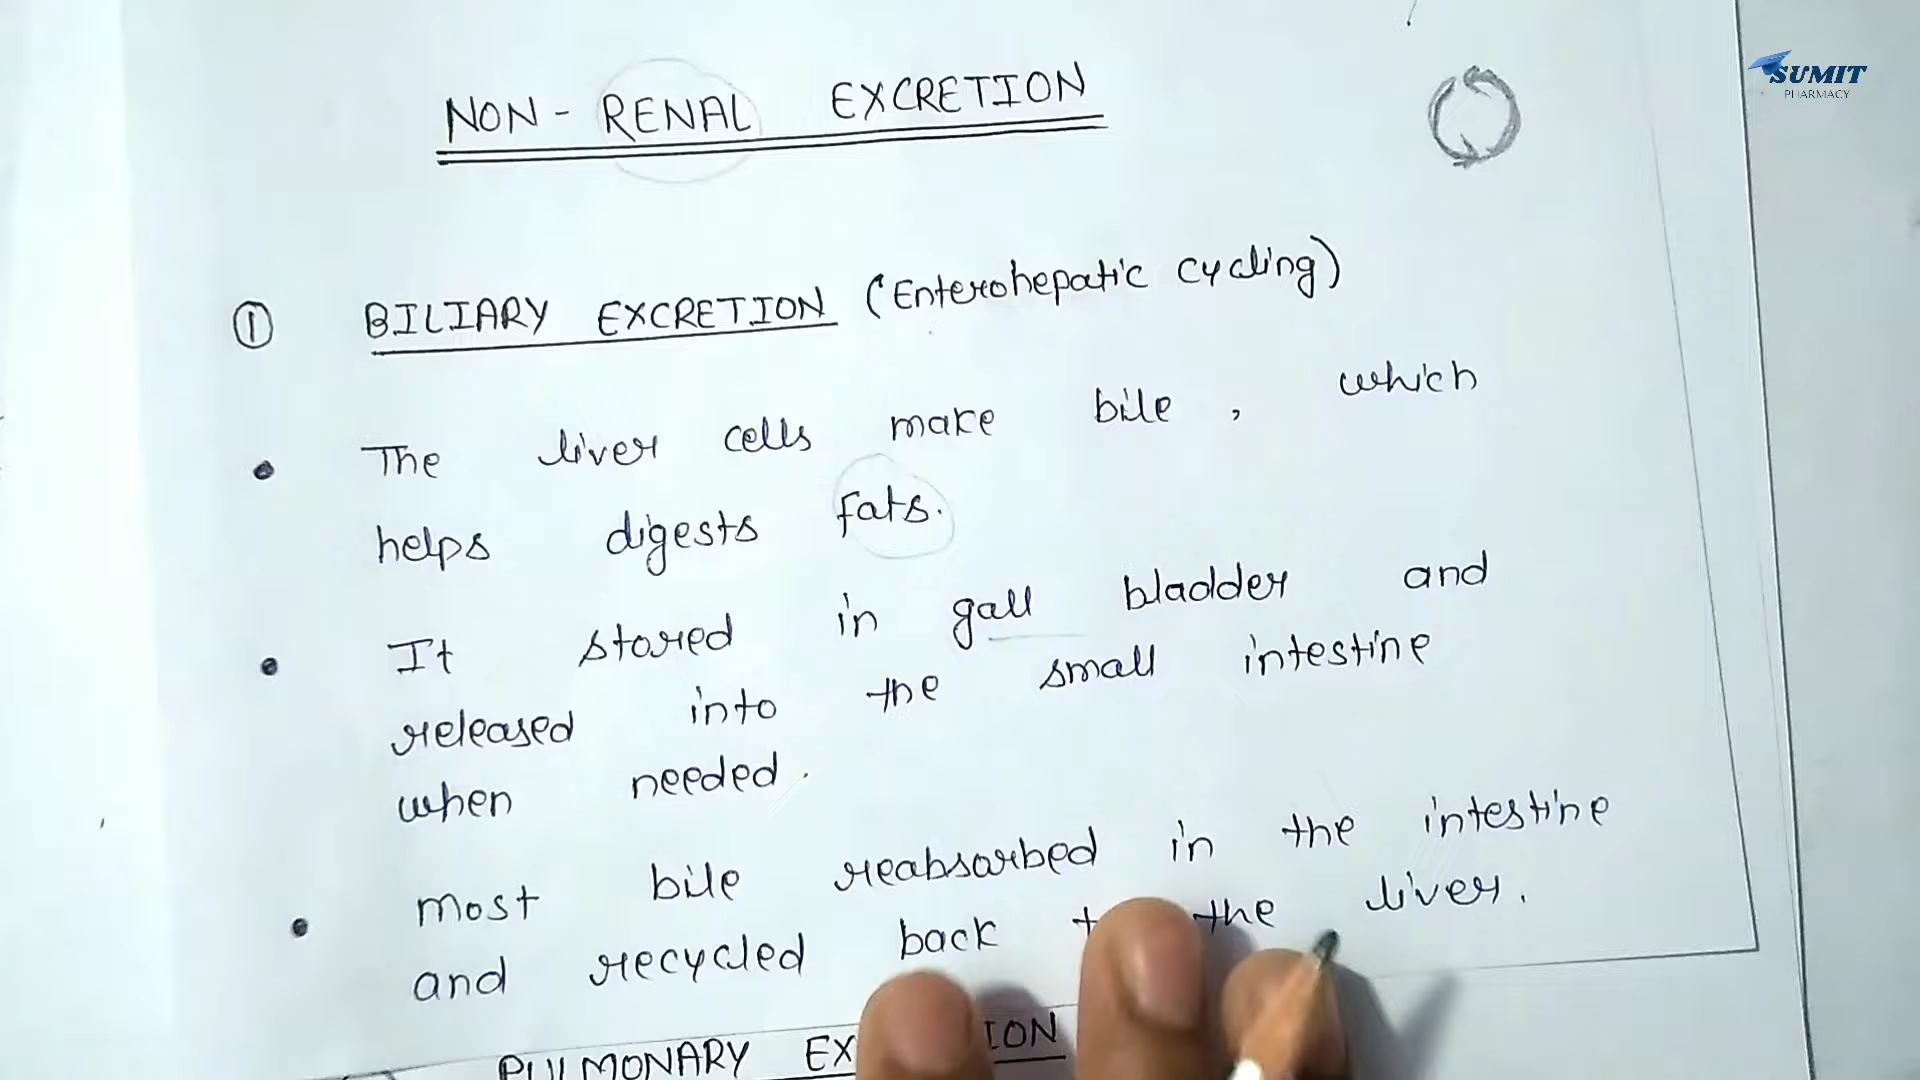 SUMIT
PHARMACY
NON-RENAL EXCRETION
① BILIARY EXCRETION (Enterohepatic cycling)
• The liver cells make bile, which
helps digests fats.
• It stored in gall bladder and
released into the small intestine
when needed.
• most bile reabsorbed in the intestine
and recycled back the liver.
PULMONARY